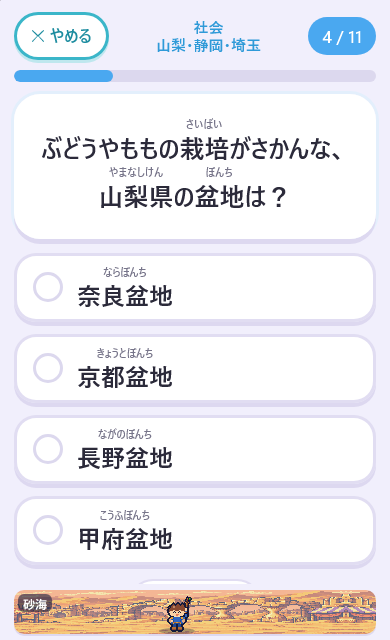 × やめる
社会
山梨・静岡・埼玉
4 / 11
さいばい
ぶどうやももの栽培がさかんな、
やまなしけん ぼんち
山梨県の盆地は？
ならぼんち
奈良盆地
きょうとぼんち
京都盆地
ながのぼんち
長野盆地
こうふぼんち
甲府盆地
砂海